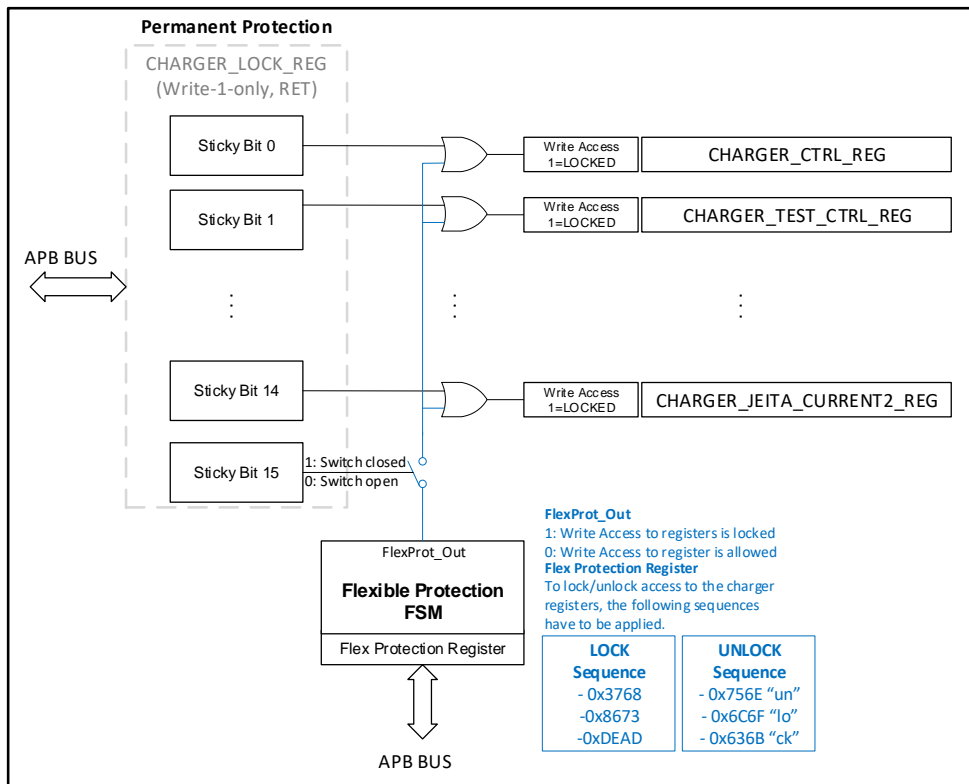 Permanent Protection
CHARGER_LOCK_REG
(Write-1-only, RET)
Sticky Bit 0
Write Access
1=LOCKED
CHARGER_CTRL_REG
Sticky Bit 1
Write Access
1=LOCKED
CHARGER_TEST_CTRL_REG
APB BUS
Sticky Bit 14
Write Access
1=LOCKED
CHARGER_JEITA_CURRENT2_REG
Sticky Bit 15
1: Switch closed
0: Switch open
FlexProt_Out
Flexible Protection
FSM
Flex Protection Register
APB BUS
FlexProt_Out
1: Write Access to registers is locked
0: Write Access to register is allowed
Flex Protection Register
To lock/unlock access to the charger
registers, the following sequences
have to be applied.
LOCK
Sequence
- 0x3768
-0x8673
-0xDEAD
UNLOCK
Sequence
- 0x756E “un”
- 0x6C6F “lo”
- 0x636B “ck”